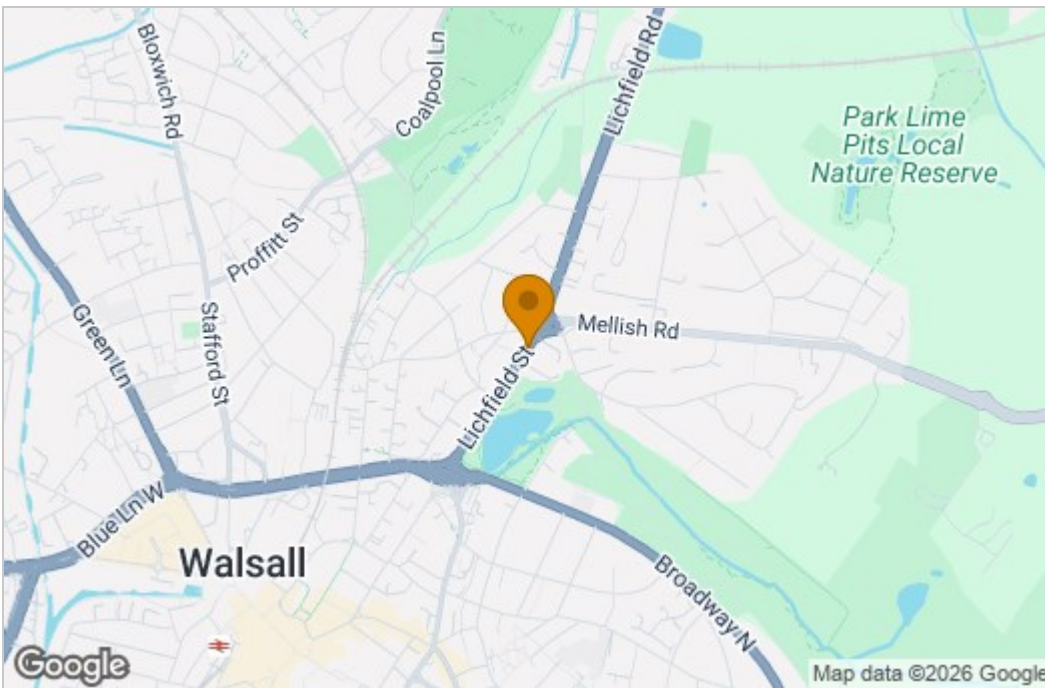 Bloxwich Rd
Coalpool Ln
Lichfield Rd
Park Lime
Pits Local
Nature Reserve
Proffitt St
Stafford St
Green Ln
Mellish Rd
Lichfield St
Blue Ln W
Walsall
Broadway N
Google
Map data ©2026 Google